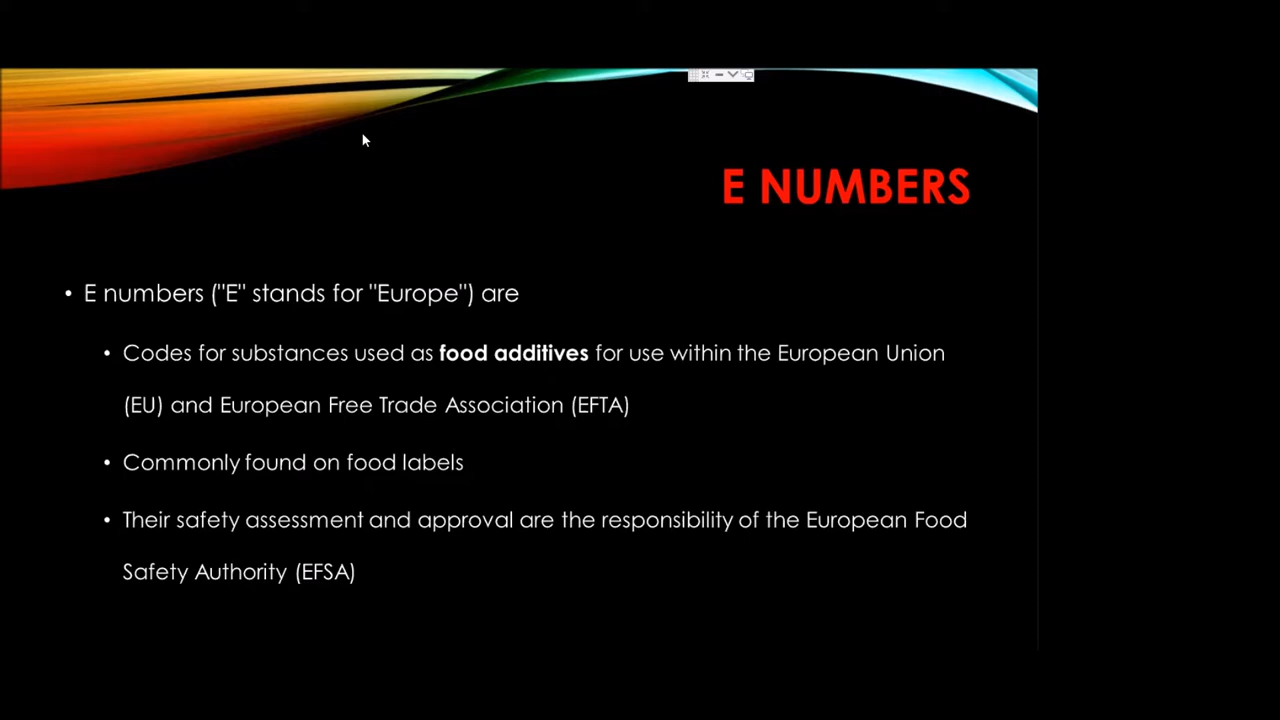 E NUMBERS
• E numbers ("E" stands for "Europe") are
• Codes for substances used as food additives for use within the European Union
(EU) and European Free Trade Association (EFTA)
• Commonly found on food labels
• Their safety assessment and approval are the responsibility of the European Food
Safety Authority (EFSA)